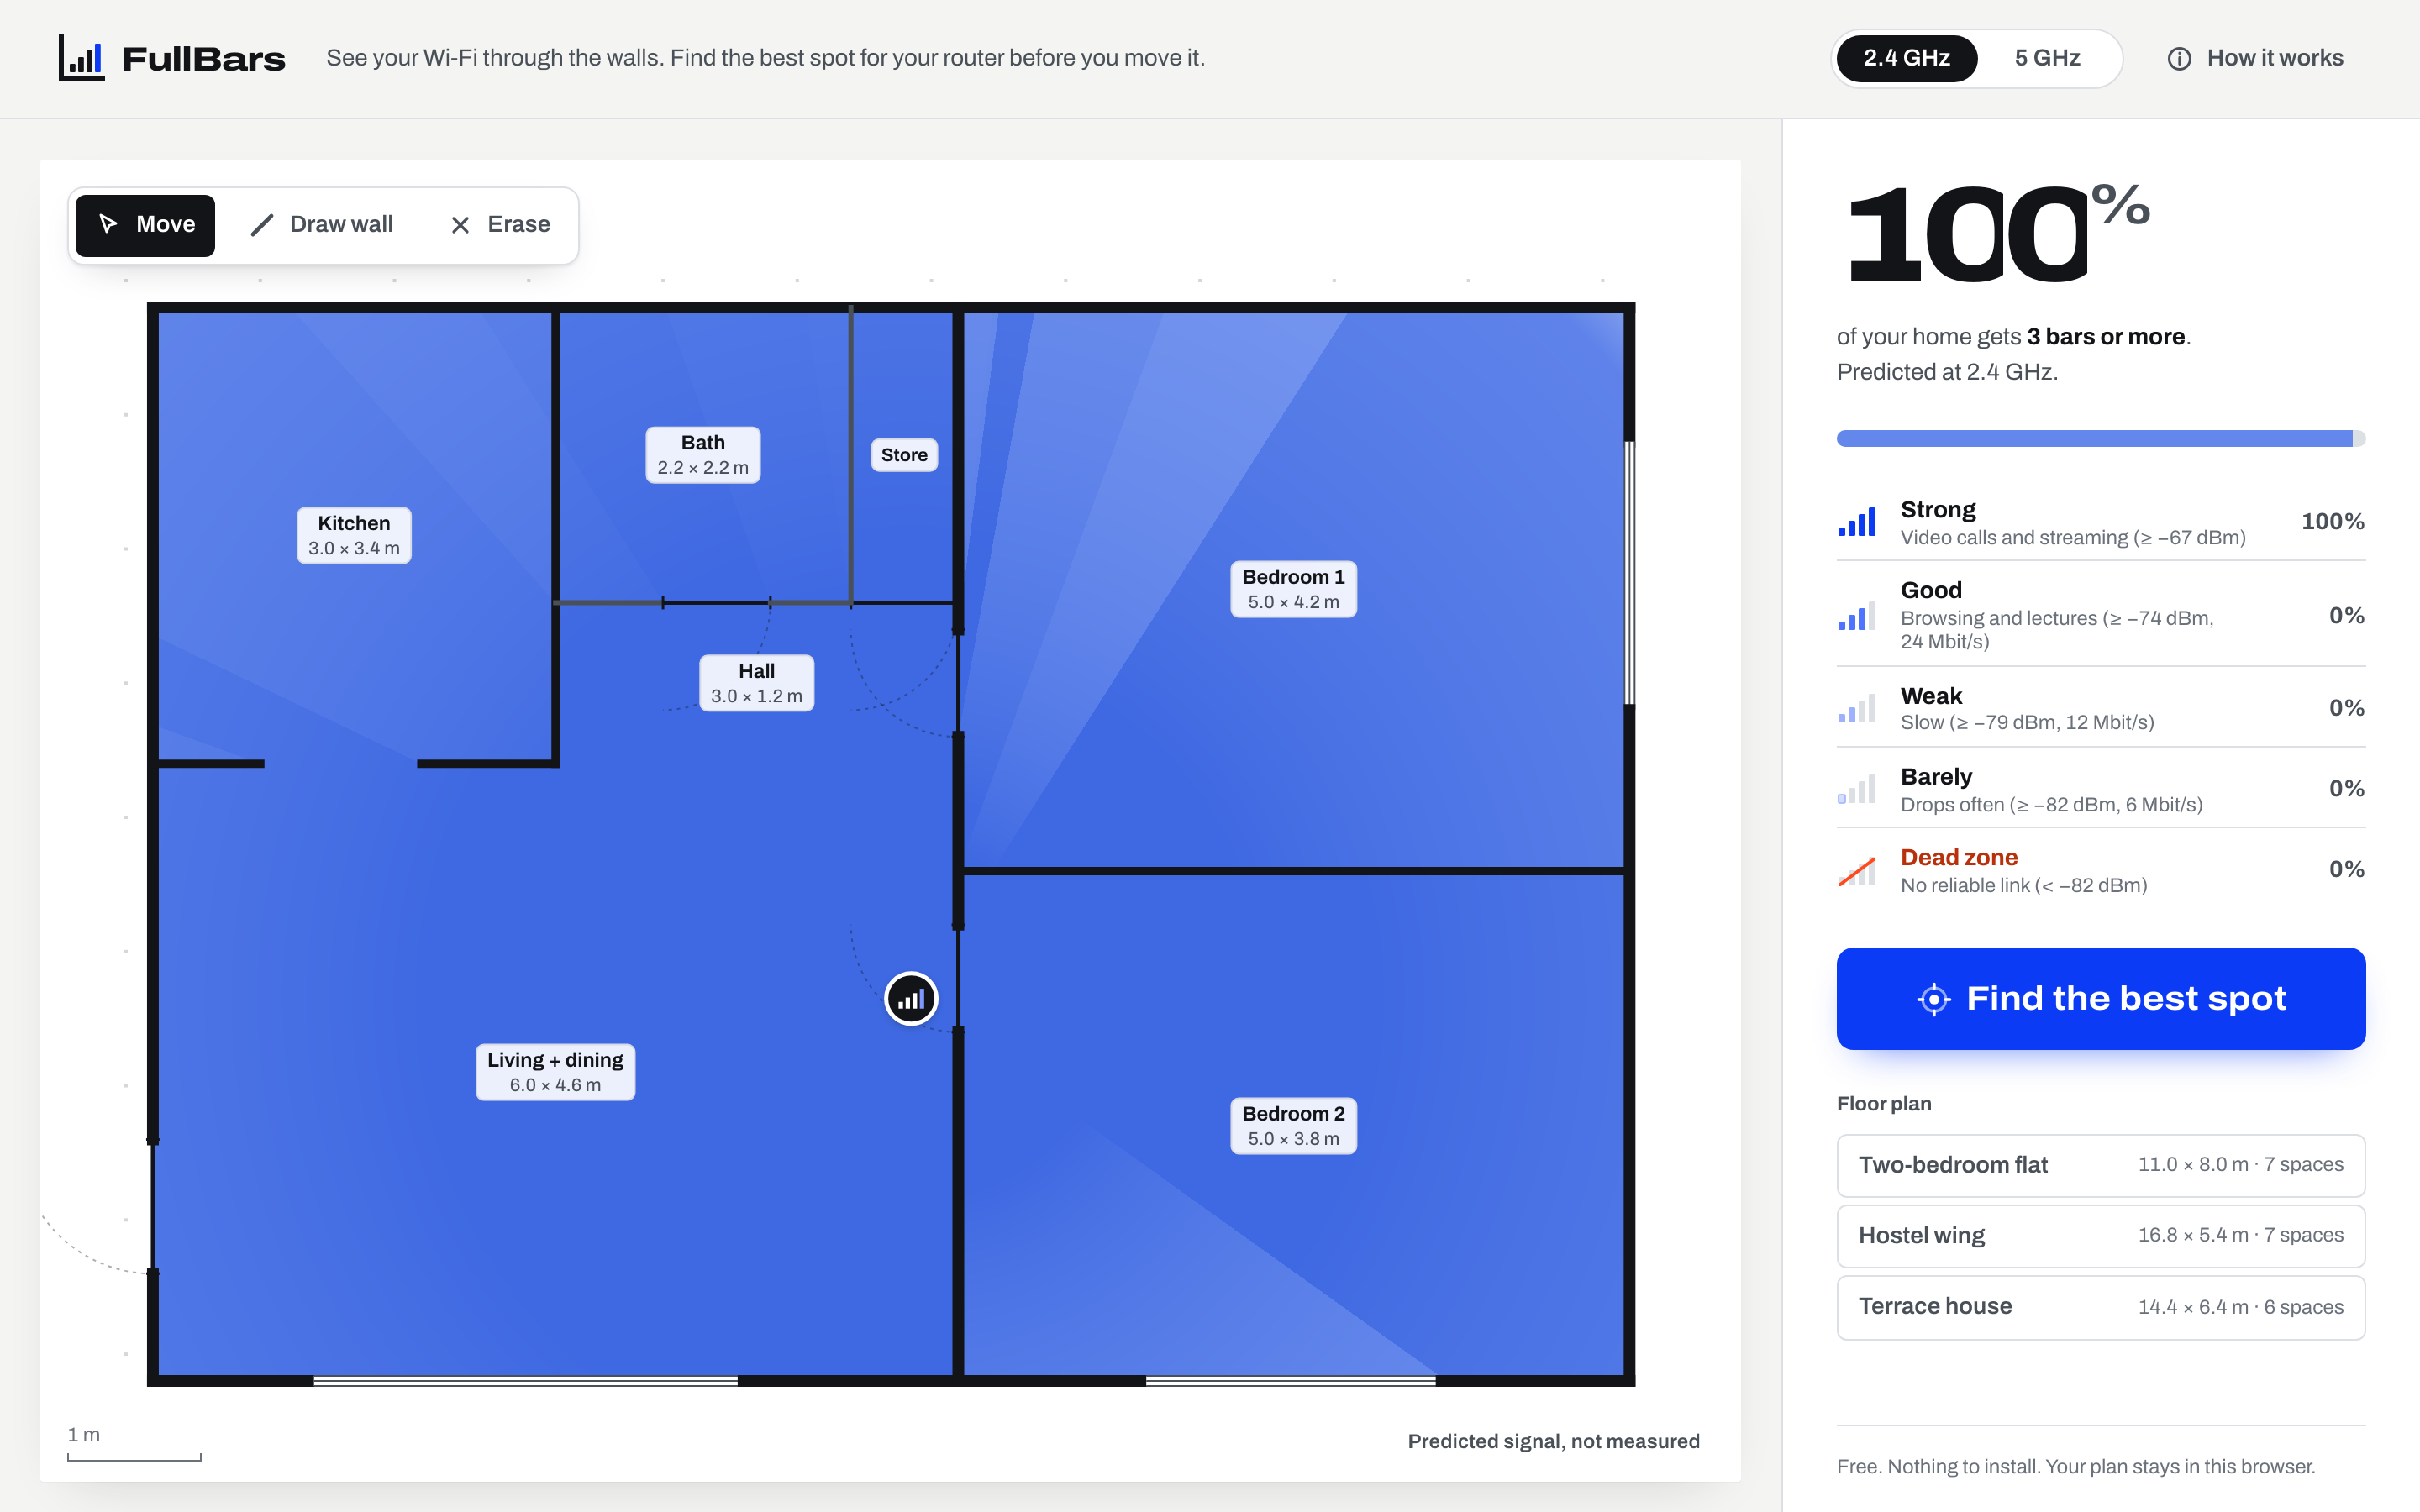 FullBars
See your Wi-Fi through the walls. Find the best spot for your router before you move it.
2.4 GHz
5 GHz
How it works
Move
Draw wall
Erase
Kitchen
3.0 × 3.4 m
Bath
2.2 × 2.2 m
Store
Hall
3.0 × 1.2 m
Bedroom 1
5.0 × 4.2 m
Living + dining
6.0 × 4.6 m
Bedroom 2
5.0 × 3.8 m
1 m
Predicted signal, not measured
100%
of your home gets 3 bars or more.
Predicted at 2.4 GHz.
Strong
Video calls and streaming (≥ −67 dBm)
100%
Good
Browsing and lectures (≥ −74 dBm,
24 Mbit/s)
0%
Weak
Slow (≥ −79 dBm, 12 Mbit/s)
0%
Barely
Drops often (≥ −82 dBm, 6 Mbit/s)
0%
Dead zone
No reliable link (< −82 dBm)
0%
Find the best spot
Floor plan
Two-bedroom flat
11.0 × 8.0 m · 7 spaces
Hostel wing
16.8 × 5.4 m · 7 spaces
Terrace house
14.4 × 6.4 m · 6 spaces
Free. Nothing to install. Your plan stays in this browser.